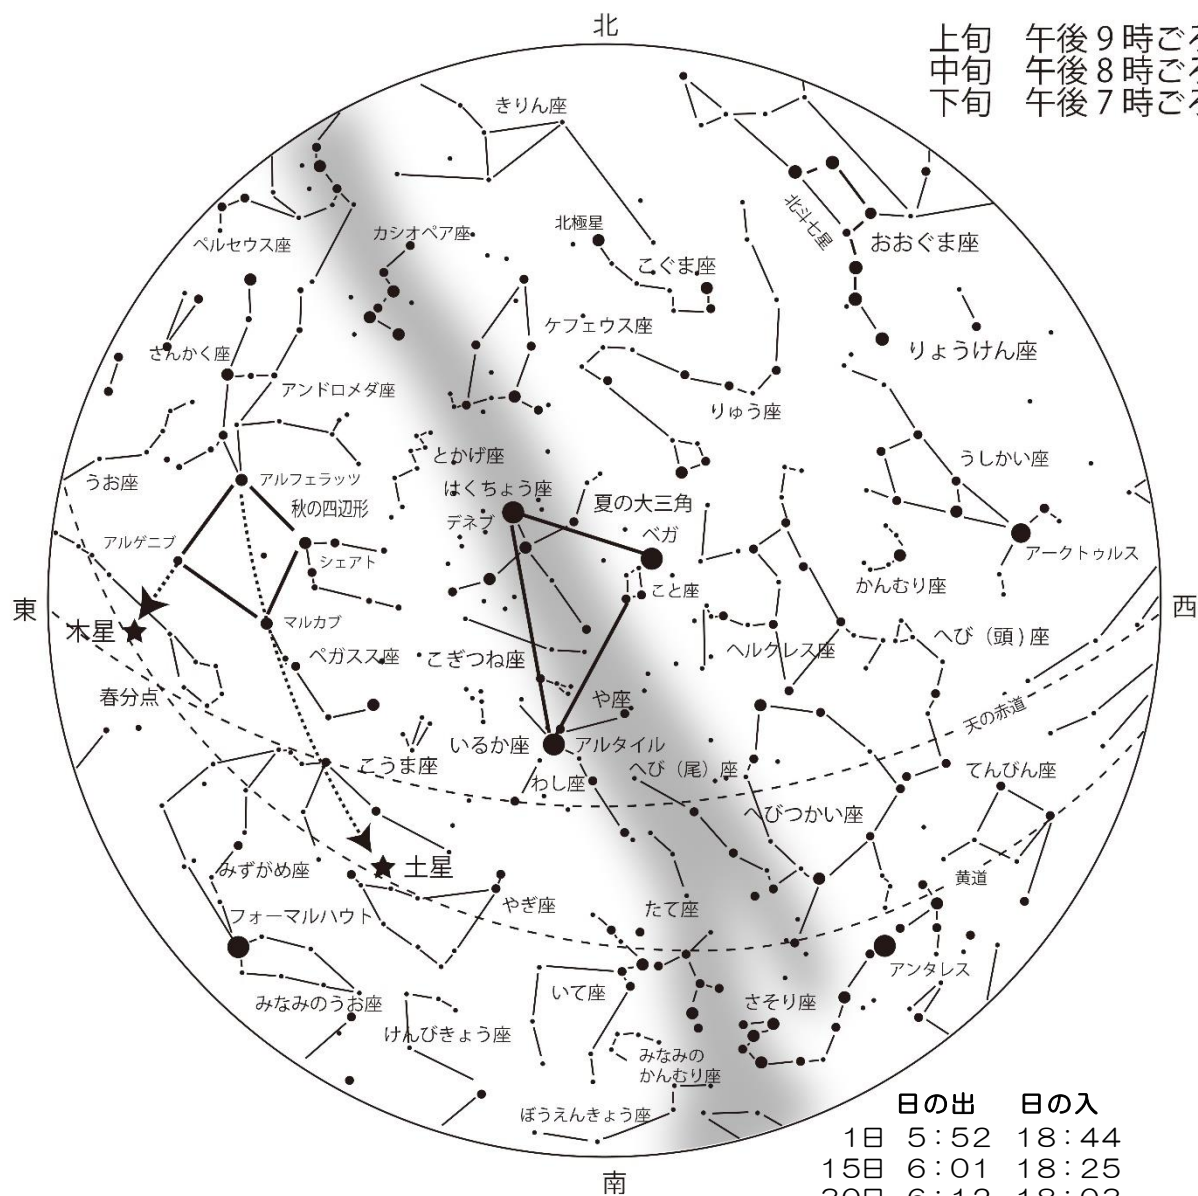 北
上旬 午後9時ごろ
中旬 午後8時ごろ
下旬 午後7時ごろ
きりん座
ペルセウス座
カシオペア座
北極星
こぐま座
北斗七星
おおぐま座
ケフェウス座
りょうけん座
さんかく座
アンドロメダ座
りゅう座
うお座
とかげ座
うしかい座
アルフェラッツ
はくちょう座
秋の四辺形
夏の大三角
デネブ
ベガ
アルゲニブ
シェアト
アークトゥルス
こと座
かんむり座
東
西
木星
マルカブ
ペガスス座
こぎつね座
ヘルクレス座
へび(頭)座
春分点
や座
天の赤道
いるか座
アルタイル
こうま座
わし座
へび(尾)座
てんびん座
へびつかい座
みずがめ座
土星
黄道
やぎ座
たて座
フォーマルハウト
アンタレス
いて座
みなみのうお座
さそり座
けんびきょう座
みなみの
かんむり座
ぼうえんきょう座
日の出 日の入
1日 5:52 18:44
15日 6:01 18:25
30日 6:12 18:03
南